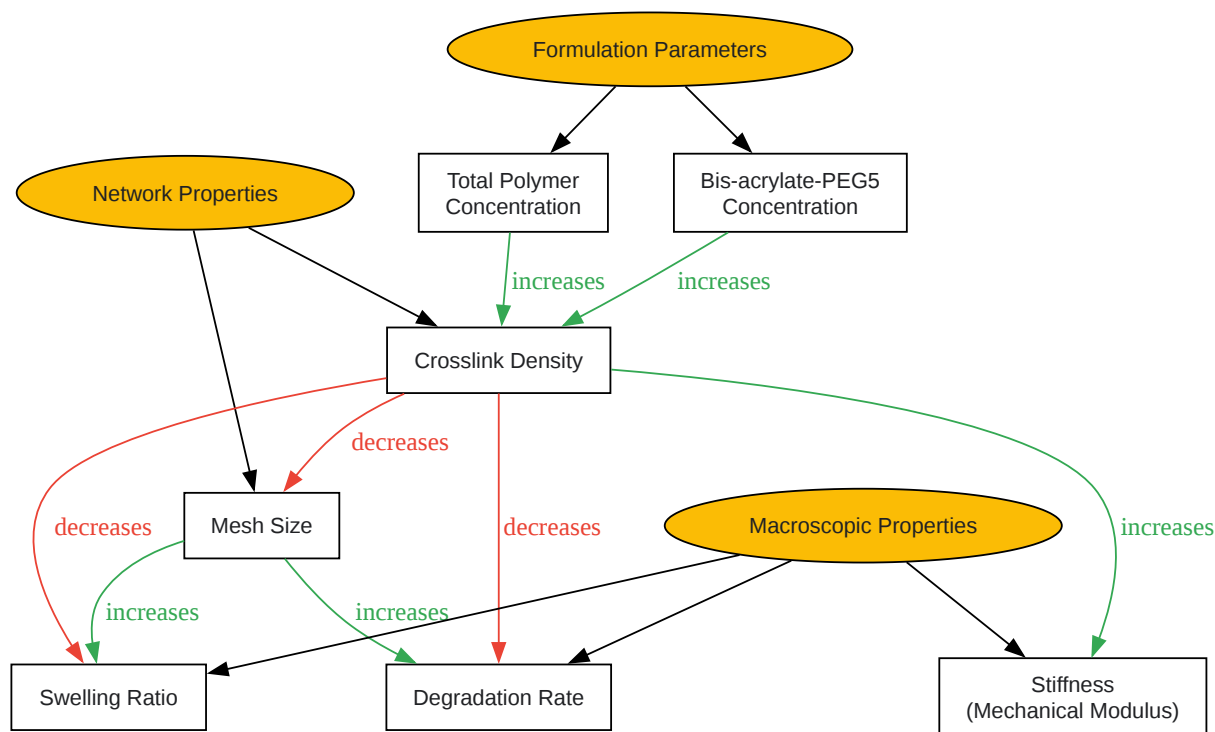 Formulation Parameters
Total Polymer
Concentration
Bis-acrylate-PEG5
Concentration
Network Properties
increases
increases
Crosslink Density
decreases
decreases
Mesh Size
decreases
Macroscopic Properties
increases
increases
increases
Swelling Ratio
Degradation Rate
Stiffness
(Mechanical Modulus)